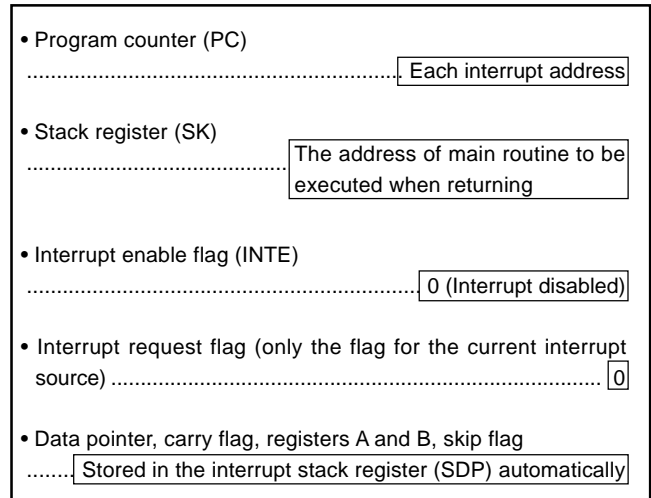 • Program counter (PC)
............................................................... Each interrupt address
• Stack register (SK)
........................................... The address of main routine to be
executed when returning
• Interrupt enable flag (INTE)
.................................................................. 0 (Interrupt disabled)
• Interrupt request flag (only the flag for the current interrupt
source) .................................................................................. 0
• Data pointer, carry flag, registers A and B, skip flag
........ Stored in the interrupt stack register (SDP) automatically